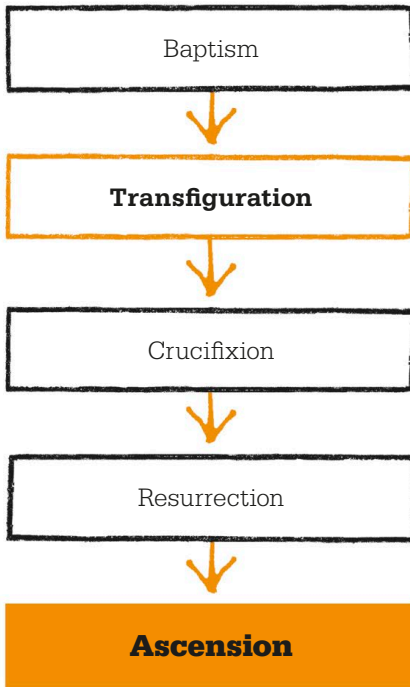 Baptism
Transfiguration
Crucifixion
Resurrection
Ascension